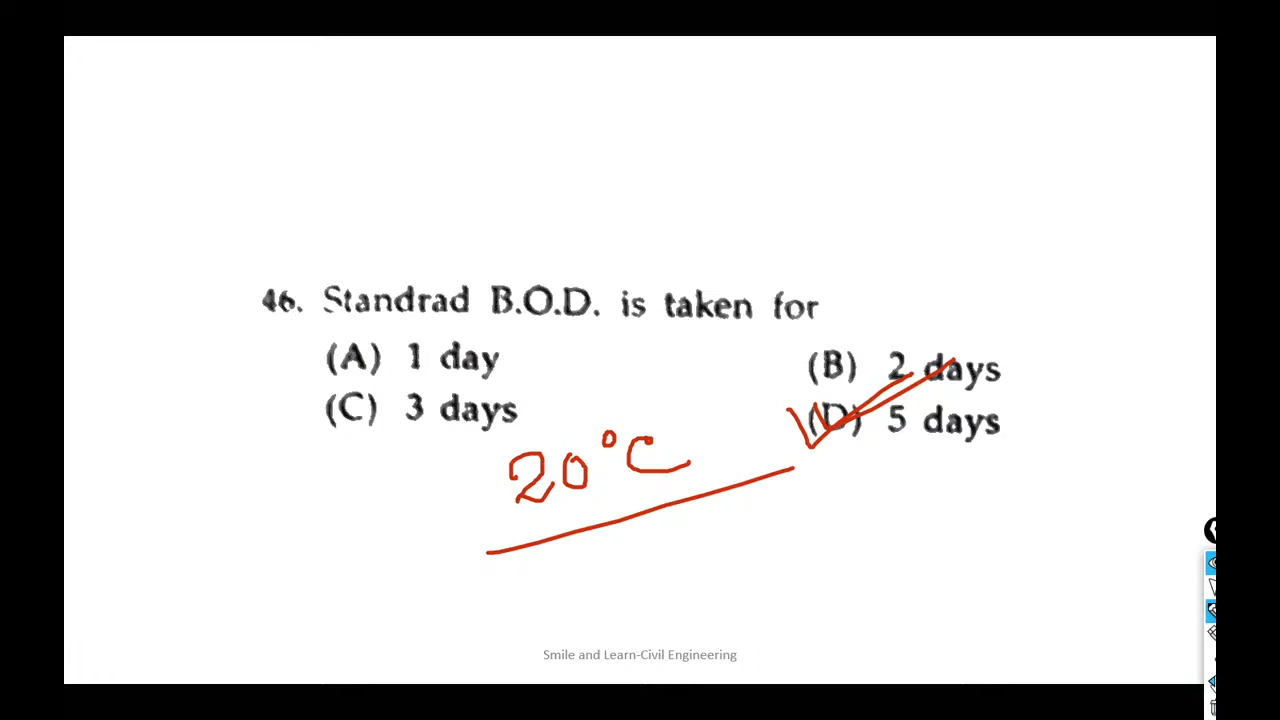 46. Standrad B.O.D. is taken for
(A) 1 day (B) 2 days
(C) 3 days (D) 5 days
20°C
Smile and Learn-Civil Engineering